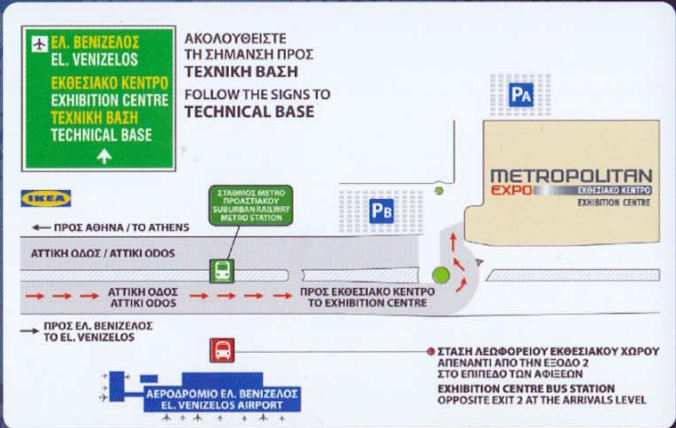 ΕΛ. ΒΕΝΙΖΕΛΟΣ
EL. VENIZELOS
ΕΚΘΕΣΙΑΚΟ ΚΕΝΤΡΟ
EXHIBITION CENTRE
ΤΕΧΝΙΚΗ ΒΑΣΗ
TECHNICAL BASE
ΑΚΟΛΟΥΘΕΙΣΤΕ
ΤΗ ΣΗΜΑΝΣΗ ΠΡΟΣ
ΤΕΧΝΙΚΗ ΒΑΣΗ
FOLLOW THE SIGNS TO
TECHNICAL BASE
PA
METROPOLITAN
EXPO ΕΚΘΕΣΙΑΚΟ ΚΕΝΤΡΟ
EXHIBITION CENTRE
IKEA
ΣΤΑΘΜΟΣ ΜΕΤΡΟ
ΠΡΟΑΣΤΙΑΚΟΥ
SUBURBAN RAILWAY
METRO STATION
PB
ΠΡΟΣ ΑΘΗΝΑ / TO ATHENS
ΑΤΤΙΚΗ ΟΔΟΣ / ATTIKI ODOS
ΑΤΤΙΚΗ ΟΔΟΣ
ATTIKI ODOS
ΠΡΟΣ ΕΚΘΕΣΙΑΚΟ ΚΕΝΤΡΟ
TO EXHIBITION CENTRE
ΠΡΟΣ ΕΛ. ΒΕΝΙΖΕΛΟΣ
TO EL. VENIZELOS
ΑΕΡΟΔΡΟΜΙΟ ΕΛ. ΒΕΝΙΖΕΛΟΣ
EL. VENIZELOS AIRPORT
ΣΤΑΣΗ ΛΕΩΦΟΡΕΙΟΥ ΕΚΘΕΣΙΑΚΟΥ ΧΩΡΟΥ
ΑΠΕΝΑΝΤΙ ΑΠΟ ΤΗΝ ΕΞΟΔΟ 2
ΣΤΟ ΕΠΙΠΕΔΟ ΤΩΝ ΑΦΙΞΕΩΝ
EXHIBITION CENTRE BUS STATION
OPPOSITE EXIT 2 AT THE ARRIVALS LEVEL